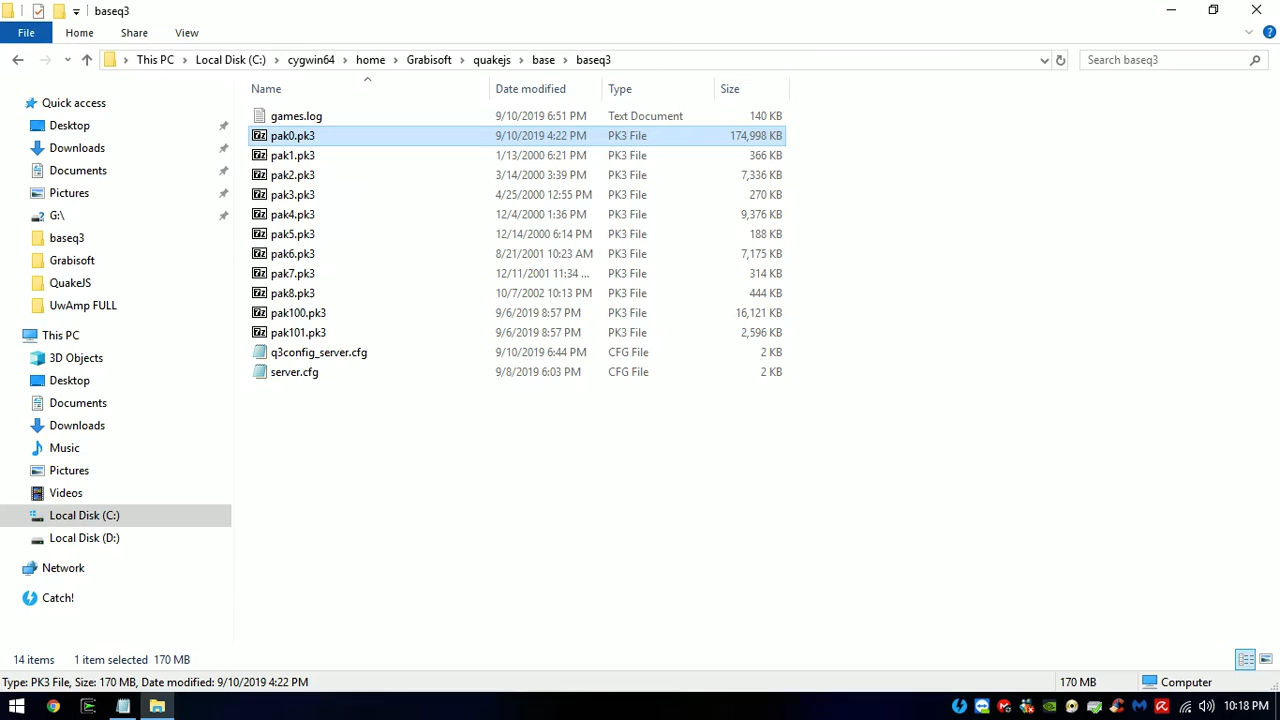 baseq3
File Home Share View
This PC Local Disk (C:) cygwin64 home Grabisoft quakejs base baseq3 Search baseq3
Name Date modified Type Size
Quick access
Desktop
Downloads
Documents
Pictures
G:\
baseq3
Grabisoft
QuakeJS
UwAmp FULL
This PC
3D Objects
Desktop
Documents
Downloads
Music
Pictures
Videos
Local Disk (C:)
Local Disk (D:)
Network
Catch!
games.log 9/10/2019 6:51 PM Text Document 140 KB
pak0.pk3 9/10/2019 4:22 PM PK3 File 174,998 KB
pak1.pk3 1/13/2000 6:21 PM PK3 File 366 KB
pak2.pk3 3/14/2000 3:39 PM PK3 File 7,336 KB
pak3.pk3 4/25/2000 12:55 PM PK3 File 270 KB
pak4.pk3 12/4/2000 1:36 PM PK3 File 9,376 KB
pak5.pk3 12/14/2000 6:14 PM PK3 File 188 KB
pak6.pk3 8/21/2001 10:23 AM PK3 File 7,175 KB
pak7.pk3 12/11/2001 11:34 ... PK3 File 314 KB
pak8.pk3 10/7/2002 10:13 PM PK3 File 444 KB
pak100.pk3 9/6/2019 8:57 PM PK3 File 16,121 KB
pak101.pk3 9/6/2019 8:57 PM PK3 File 2,596 KB
q3config_server.cfg 9/10/2019 6:44 PM CFG File 2 KB
server.cfg 9/8/2019 6:03 PM CFG File 2 KB
14 items 1 item selected 170 MB
Type: PK3 File, Size: 170 MB, Date modified: 9/10/2019 4:22 PM 170 MB Computer
10:18 PM